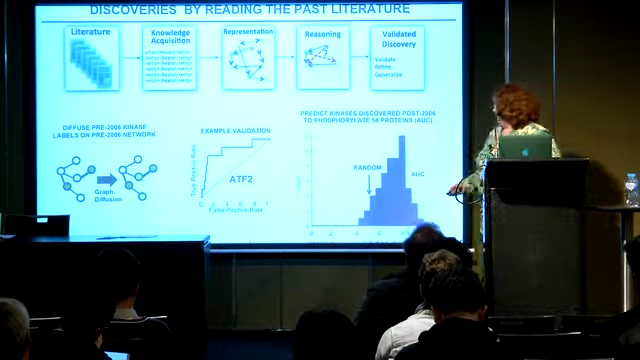 DISCOVERIES BY READING THE PAST LITERATURE
Literature
Knowledge
Acquisition
Representation
Reasoning
Validated
Discovery
Validate
Refine
Generalize
DIFFUSE PRE-2006 KINASE
LABELS ON PRE-2006 NETWORK
Graph
Diffusion
EXAMPLE VALIDATION
True Positive Rate
ATF2
False Positive Rate
PREDICT KINASES DISCOVERED POST-2006
TO PHOSPHORYLATE
PROTEINS (AUC)
RANDOM
AUC